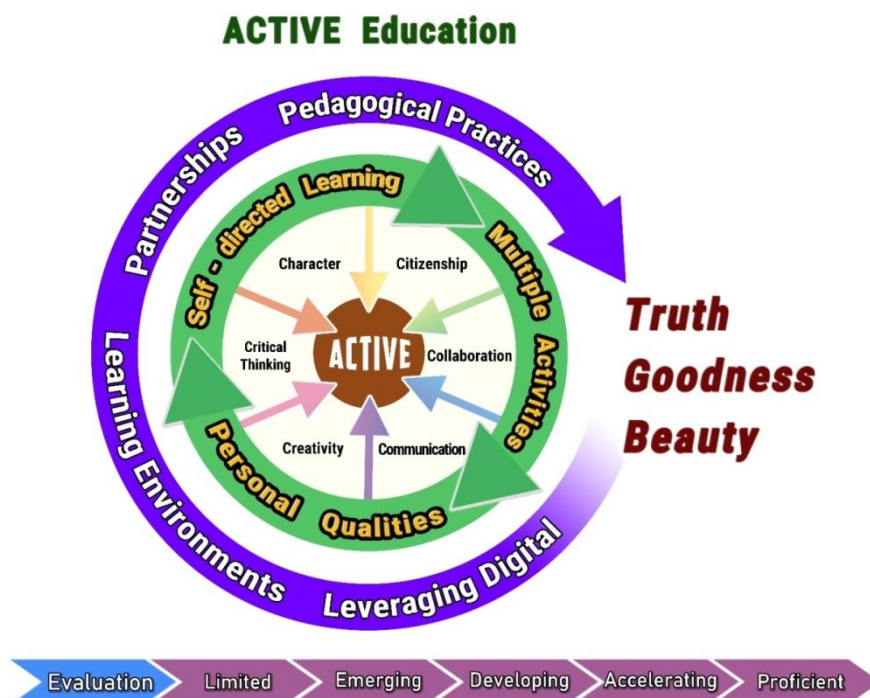 ACTIVE Education
Partnerships
Pedagogical Practices
Learning Environments
Leveraging Digital
Self - directed Learning
Multiple Activities
Personal Qualities
Character
Citizenship
Critical
Thinking
ACTIVE
Collaboration
Creativity
Communication
Truth
Goodness
Beauty
Evaluation
Limited
Emerging
Developing
Accelerating
Proficient